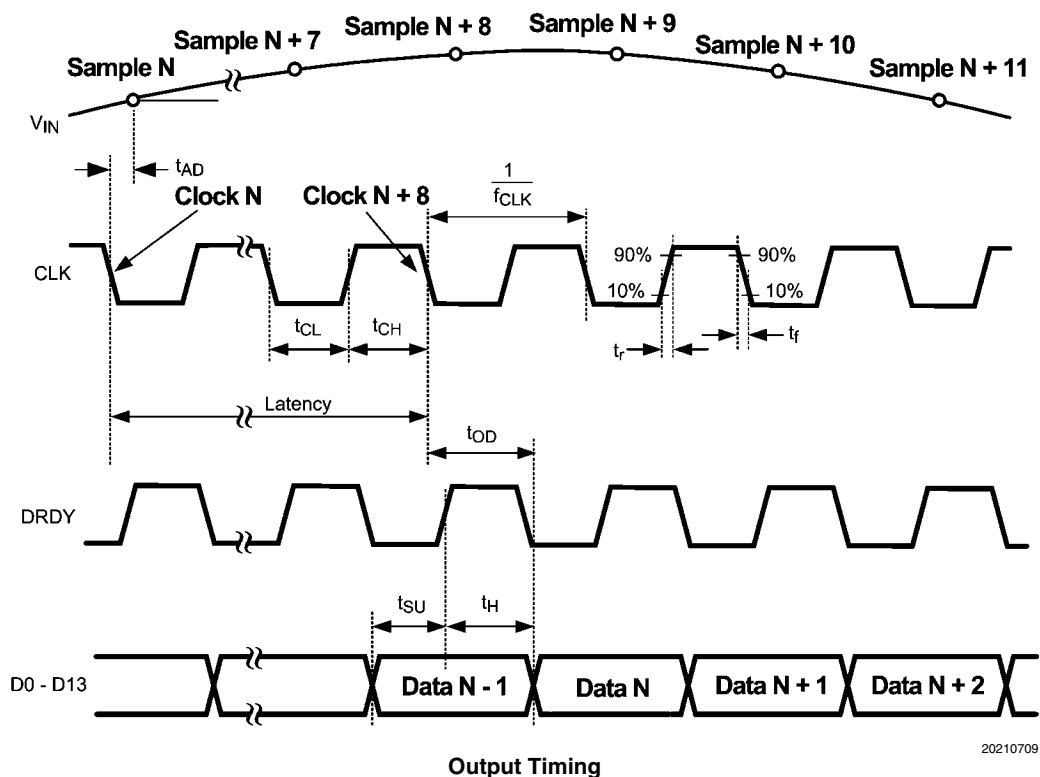 Sample N
Sample N + 7
Sample N + 8
Sample N + 9
Sample N + 10
Sample N + 11
VIN
tAD
Clock N
Clock N + 8
1
fCLK
CLK
90%
90%
10%
10%
tCL
tCH
tr
tf
Latency
tOD
DRDY
tSU
tH
D0 - D13
Data N - 1
Data N
Data N + 1
Data N + 2
20210709
Output Timing